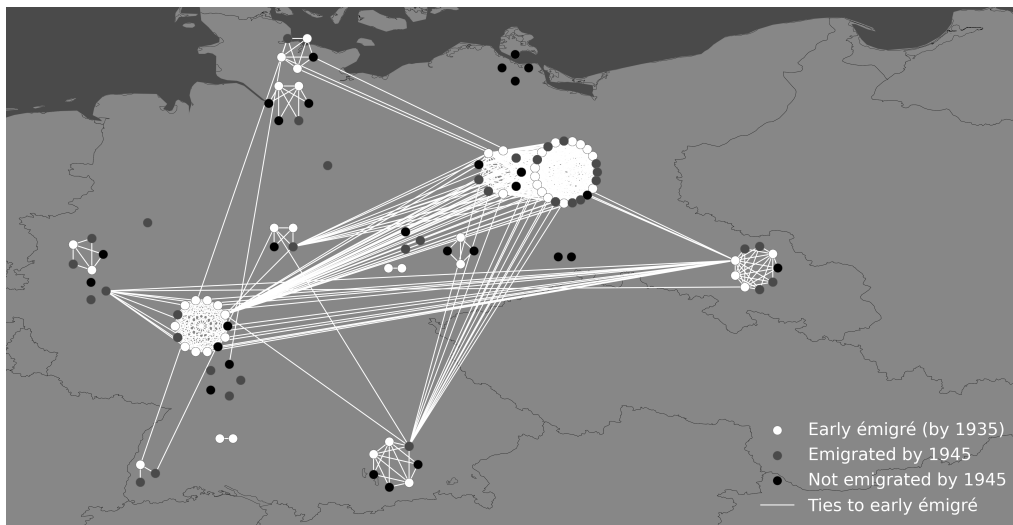 Early émigré (by 1935)
Emigrated by 1945
Not emigrated by 1945
Ties to early émigré